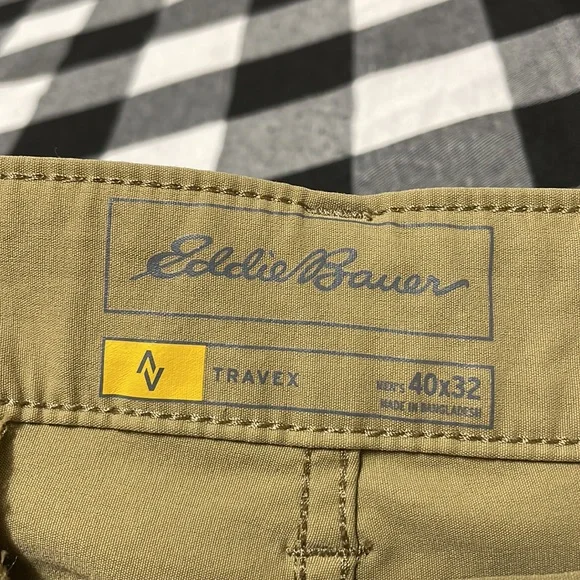 Eddie Bauer
TRAVEX
MEN'S 40x32
MADE IN BANGLADESH